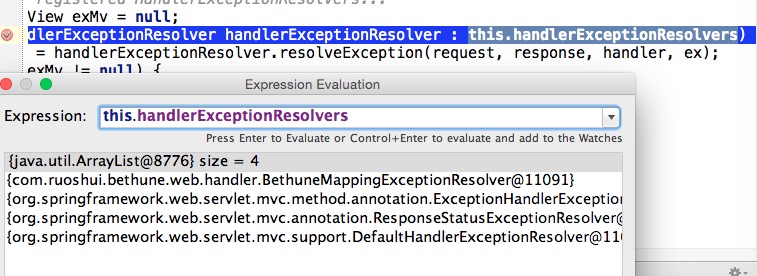 registered HandlerExceptionResolvers...
View exMv = null;
dlerExceptionResolver handlerExceptionResolver : this.handlerExceptionResolvers)
= handlerExceptionResolver.resolveException(request, response, handler, ex);
exMv != null) {
Expression Evaluation
Expression: this.handlerExceptionResolvers
Press Enter to Evaluate or Control+Enter to evaluate and add to the Watches
{java.util.ArrayList@8776} size = 4
{com.ruoshui.bethune.web.handler.BethuneMappingExceptionResolver@11091}
{org.springframework.web.servlet.mvc.method.annotation.ExceptionHandlerException
{org.springframework.web.servlet.mvc.annotation.ResponseStatusExceptionResolver@
{org.springframework.web.servlet.mvc.support.DefaultHandlerExceptionResolver@110